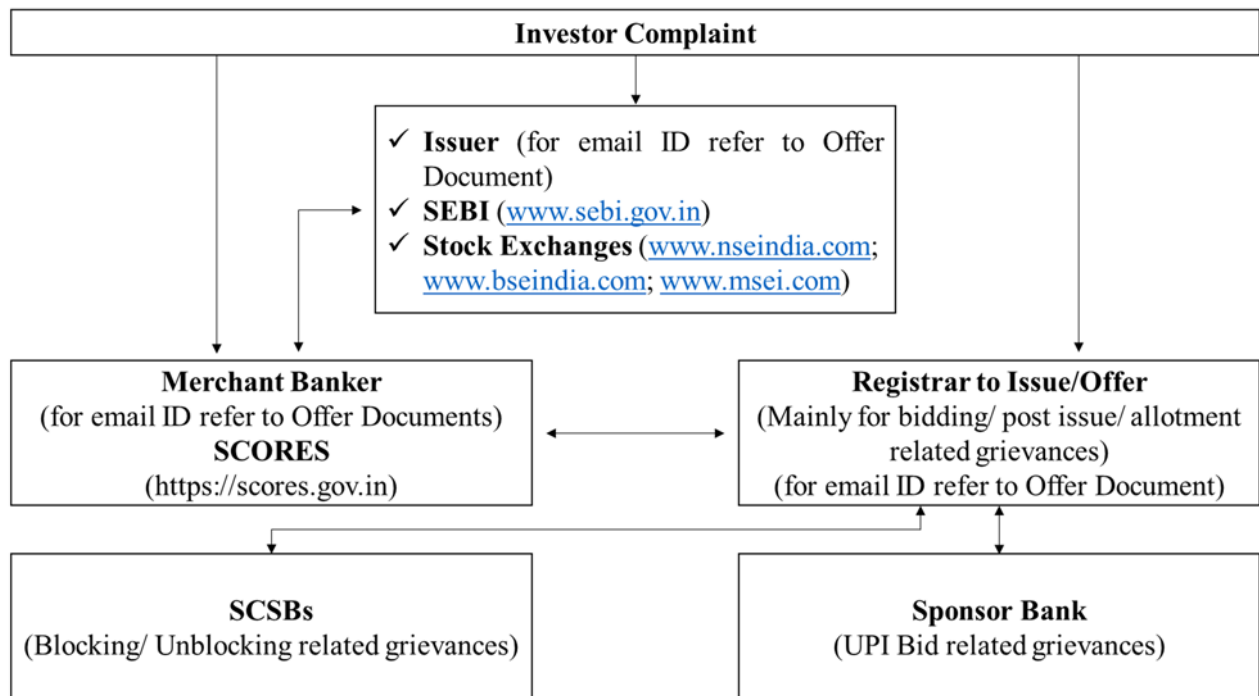 Investor Complaint
✓ Issuer (for email ID refer to Offer
Document)
✓ SEBI (www.sebi.gov.in)
✓ Stock Exchanges (www.nseindia.com;
www.bseindia.com; www.msei.com)
Merchant Banker
(for email ID refer to Offer Documents)
SCORES
(https://scores.gov.in)
Registrar to Issue/Offer
(Mainly for bidding/ post issue/ allotment
related grievances)
(for email ID refer to Offer Document)
SCSBs
(Blocking/ Unblocking related grievances)
Sponsor Bank
(UPI Bid related grievances)